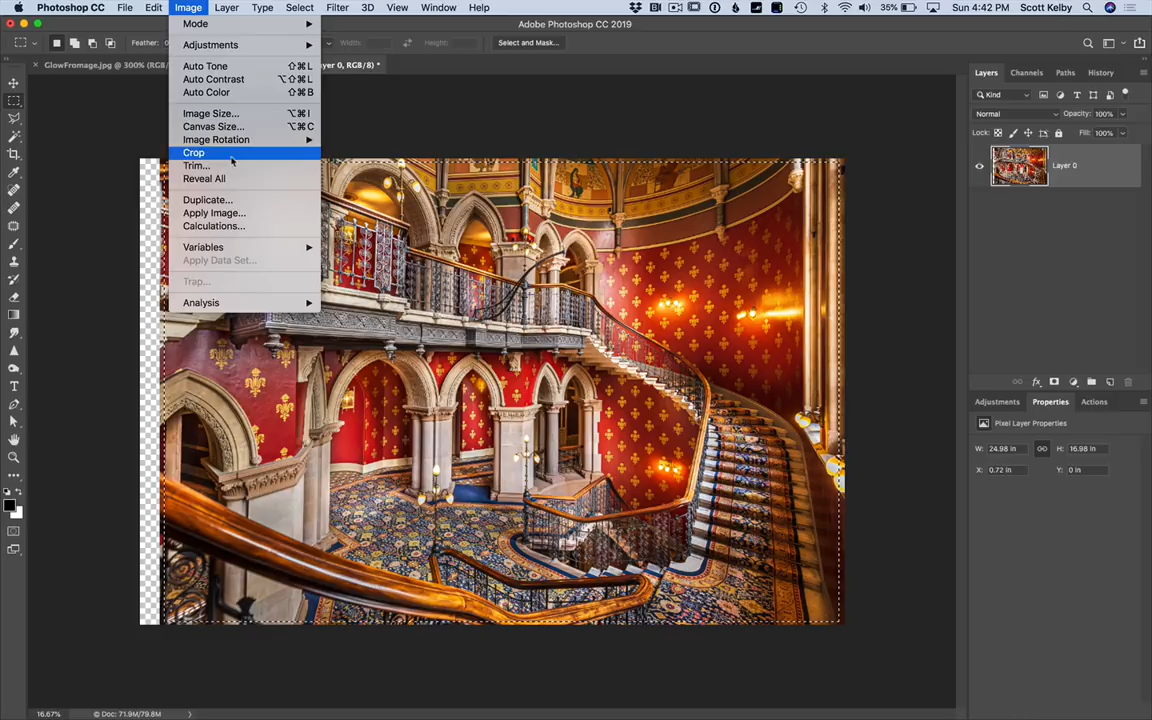 Photoshop CC File Edit Image Layer Type Select Filter 3D View Window Help 35% Sun 4:42 PM Scott Kelby
Adobe Photoshop CC 2019
Feather: Width: Height: Select and Mask...
GlowFromage.jpg @ 300% (RGB/ ayer 0, RGB/8) *
Mode
Adjustments
Auto Tone ⇧⌘L
Auto Contrast ⌥⇧⌘L
Auto Color ⇧⌘B
Image Size... ⌥⌘I
Canvas Size... ⌥⌘C
Image Rotation
Crop
Trim...
Reveal All
Duplicate...
Apply Image...
Calculations...
Variables
Apply Data Set...
Trap...
Analysis
Layers Channels Paths History
Kind
Normal Opacity: 100%
Lock: Fill: 100%
Layer 0
Adjustments Properties Actions
Pixel Layer Properties
W: 24.98 in H: 16.98 in
X: 0.72 in Y: 0 in
16.67% Doc: 71.9M/79.8M